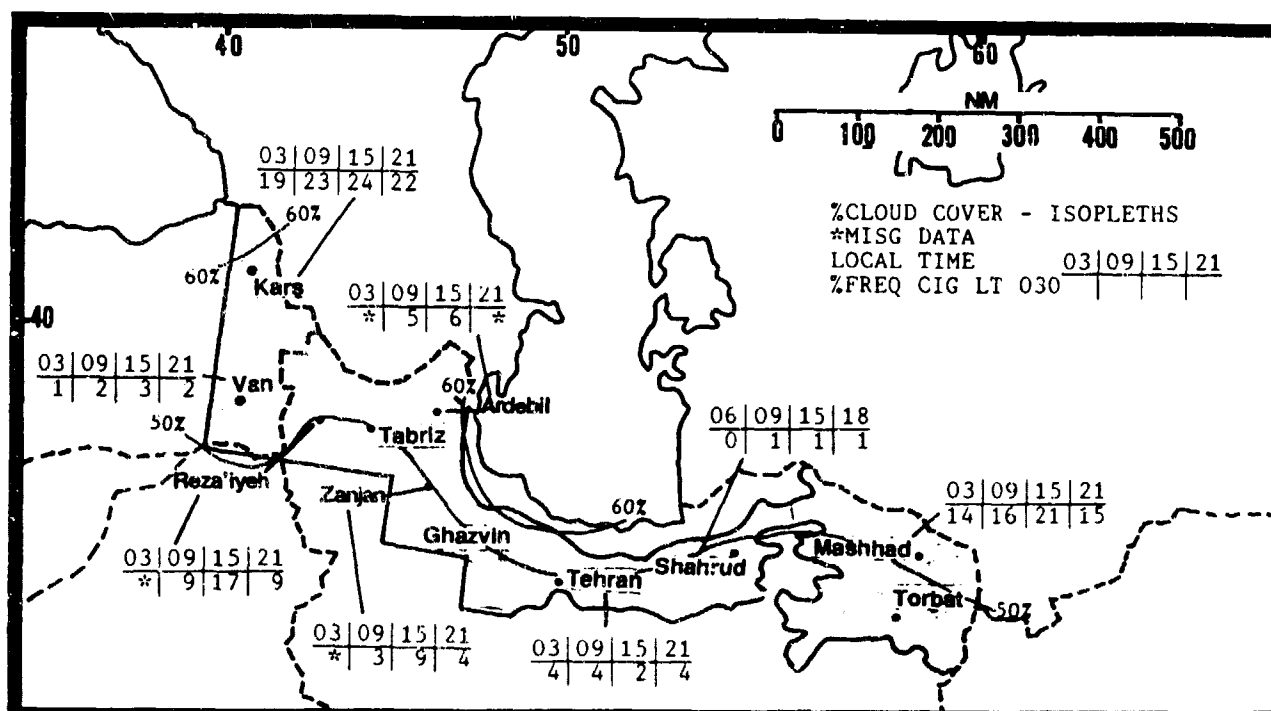 40
50
60
NM
0 100 200 300 400 500
03|09|15|21
19|23|24|22
%CLOUD COVER - ISOPLETHS
*MISG DATA
LOCAL TIME 03|09|15|21
%FREQ CIG LT 030
60%
60%
Kars
03|09|15|21
*|5|6|*
40
03|09|15|21
1|2|3|2
Van
60%
Ardebil
50%
Tabriz
06|09|15|18
0|1|1|1
Reza'iyeh
Zanjan
60%
03|09|15|21
14|16|21|15
Ghazvin
Mashhad
03|09|15|21
*|9|17|9
Tehran
Shahrud
Torbat
50%
03|09|15|21
*|3|9|4
03|09|15|21
4|4|2|4